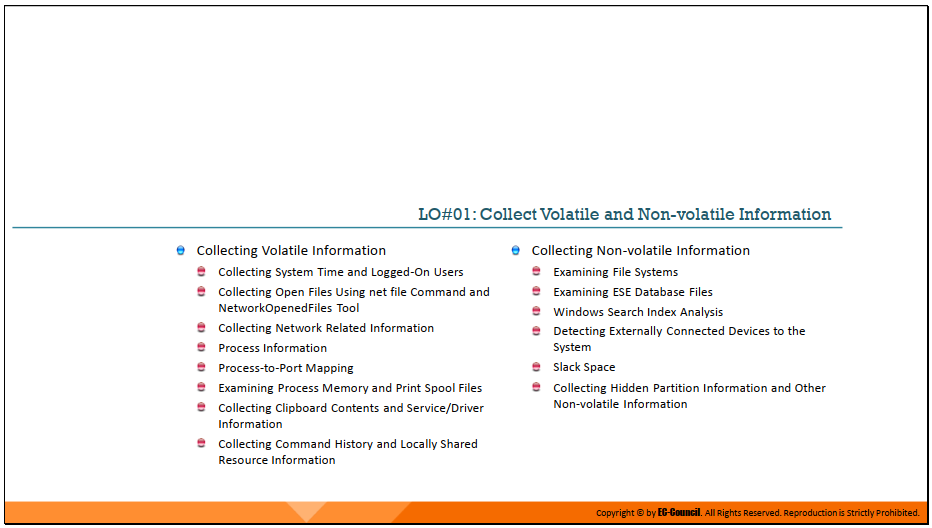 LO#01: Collect Volatile and Non-volatile Information
Collecting Volatile Information
Collecting System Time and Logged-On Users
Collecting Open Files Using net file Command and
NetworkOpenedFiles Tool
Collecting Network Related Information
Process Information
Process-to-Port Mapping
Examining Process Memory and Print Spool Files
Collecting Clipboard Contents and Service/Driver
Information
Collecting Command History and Locally Shared
Resource Information
Collecting Non-volatile Information
Examining File Systems
Examining ESE Database Files
Windows Search Index Analysis
Detecting Externally Connected Devices to the
System
Slack Space
Collecting Hidden Partition Information and Other
Non-volatile Information
Copyright © by EC-Council. All Rights Reserved. Reproduction is Strictly Prohibited.